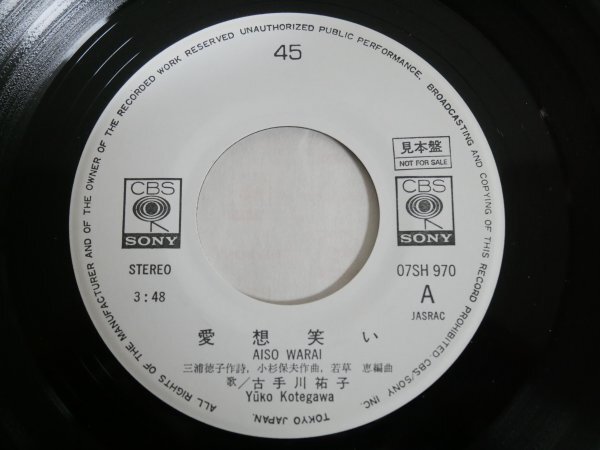 ALL RIGHTS OF THE MANUFACTURER AND OF THE OWNER OF THE RECORDED WORK RESERVED UNAUTHORIZED PUBLIC PERFORMANCE, BROADCASTING AND COPYING OF THIS RECORD PROHIBITED-CBS/SONY INC.
TOKYO JAPAN.
45
見本盤
NOT FOR SALE
CBS
SONY
CBS
SONY
STEREO
07SH 970
3:48
A
JASRAC
愛想笑い
AISO WARAI
三浦徳子作詩, 小杉保夫作曲, 若草 恵編曲
歌/古手川祐子
Yūko Kotegawa